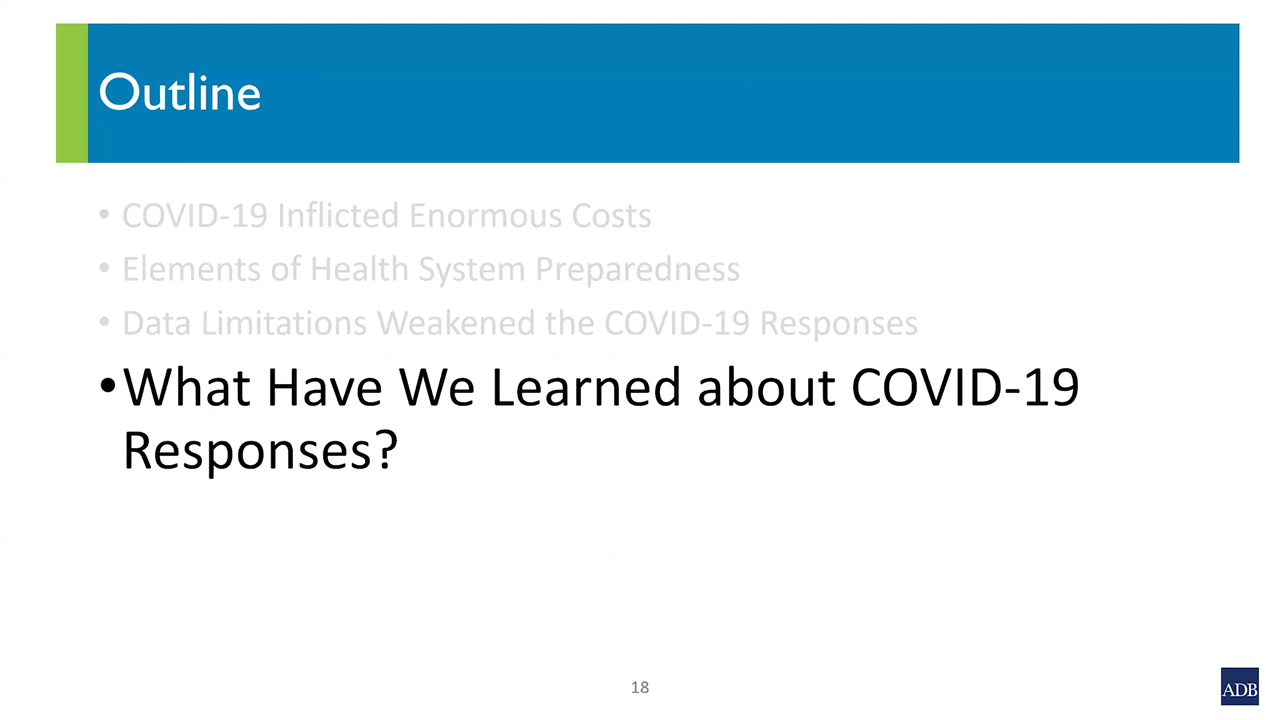 Outline
• COVID-19 Inflicted Enormous Costs
• Elements of Health System Preparedness
• Data Limitations Weakened the COVID-19 Responses
•What Have We Learned about COVID-19
Responses?
18
ADB